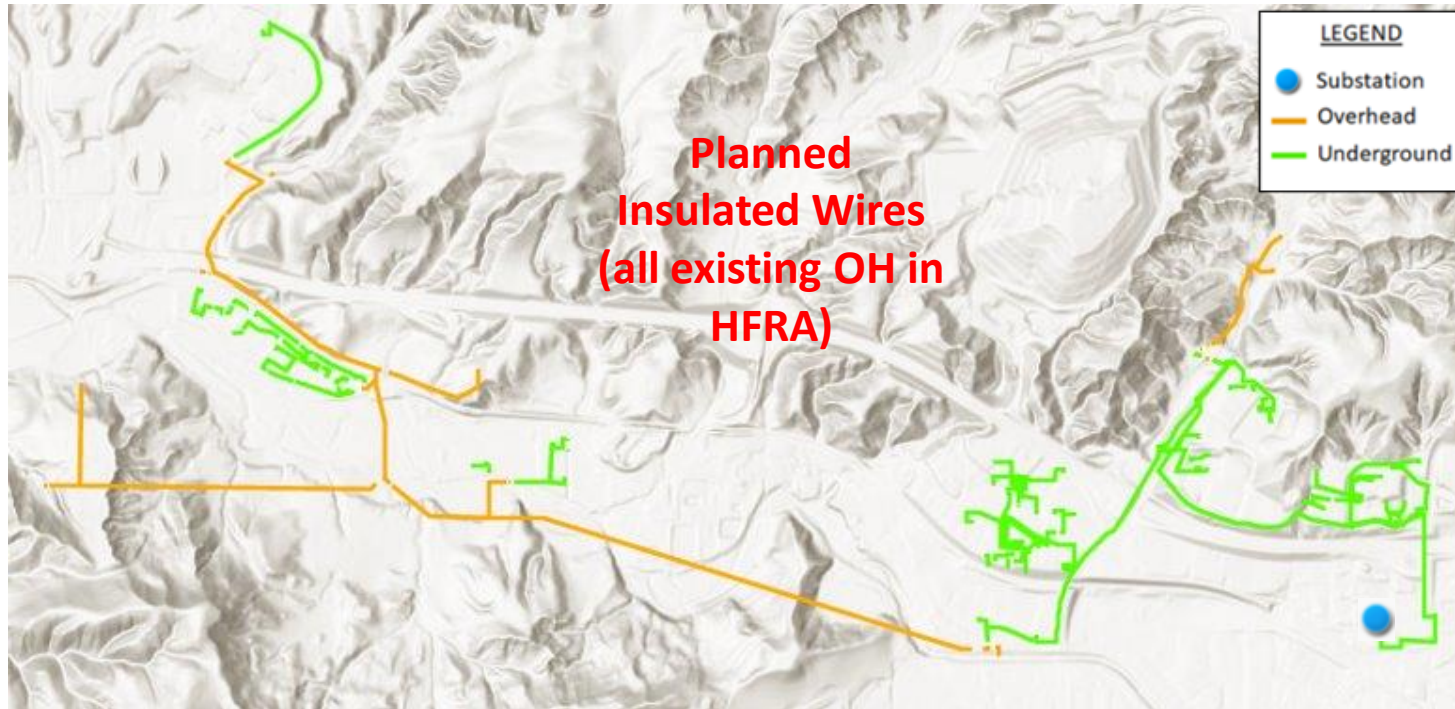 Planned
Insulated Wires
(all existing OH in
HFRA)
LEGEND
Substation
Overhead
Underground